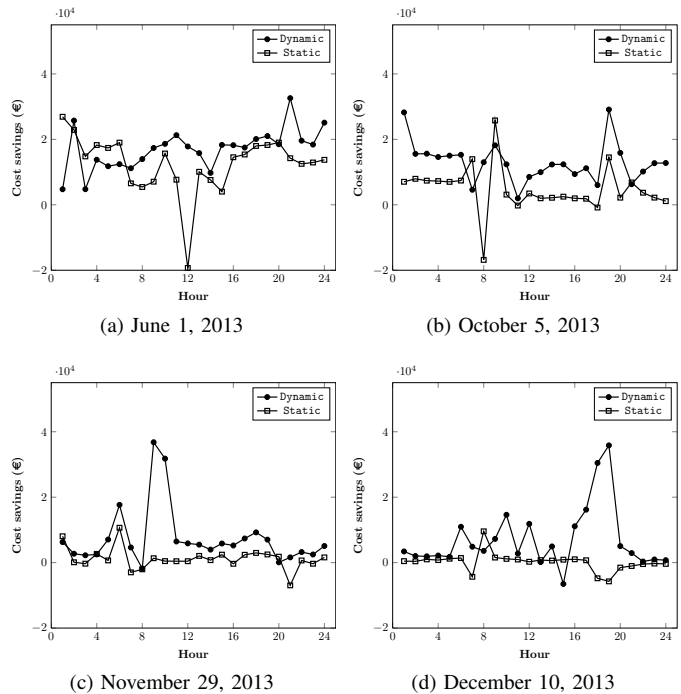 ·10⁴
·10⁴
Dynamic
Static
Dynamic
Static
4
2
0
−2
4
2
0
−2
Cost savings (€)
Cost savings (€)
0 4 8 12 16 20 24
0 4 8 12 16 20 24
Hour
Hour
(a) June 1, 2013
(b) October 5, 2013
·10⁴
·10⁴
Dynamic
Static
Dynamic
Static
4
2
0
−2
4
2
0
−2
Cost savings (€)
Cost savings (€)
0 4 8 12 16 20 24
0 4 8 12 16 20 24
Hour
Hour
(c) November 29, 2013
(d) December 10, 2013